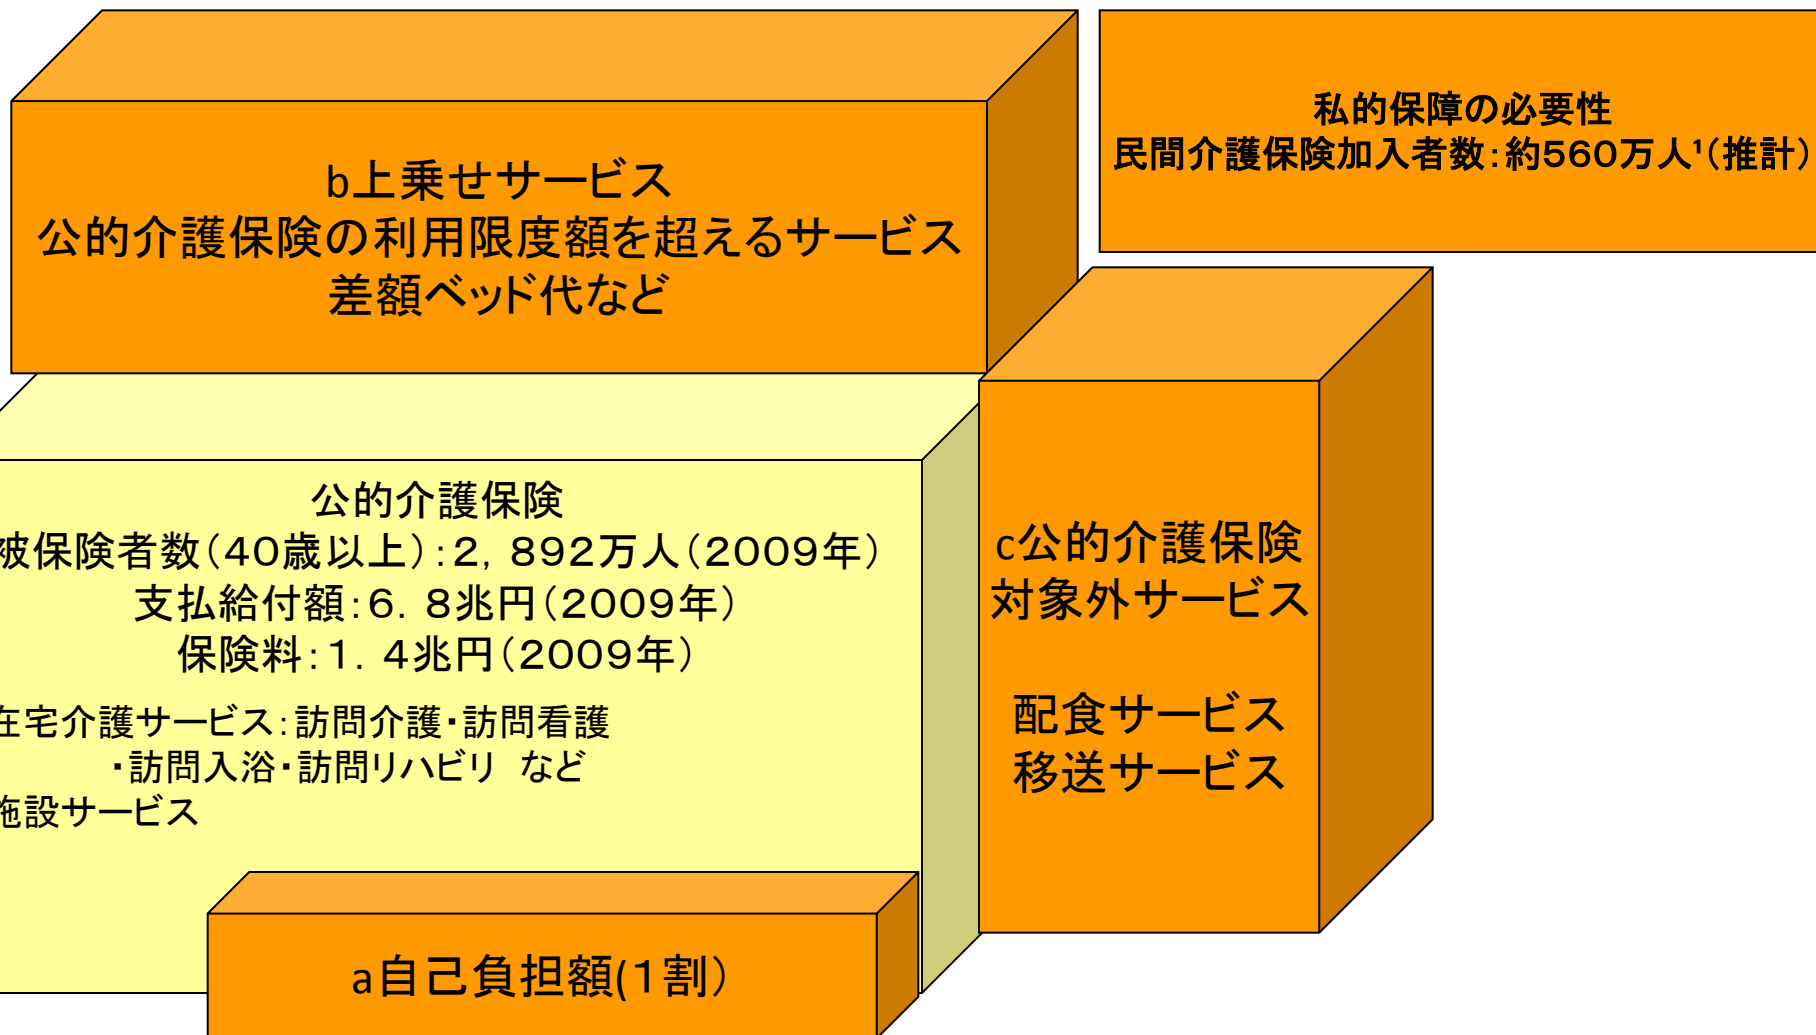 b上乗せサービス
公的介護保険の利用限度額を超えるサービス
差額ベッド代など
私的保障の必要性
民間介護保険加入者数：約560万人¹（推計）
公的介護保険
被保険者数（40歳以上）：2，892万人（2009年）
支払給付額：6．8兆円（2009年）
保険料：1．4兆円（2009年）
在宅介護サービス：訪問介護・訪問看護
・訪問入浴・訪問リハビリ など
施設サービス
c公的介護保険
対象外サービス
配食サービス
移送サービス
a自己負担額(1割）